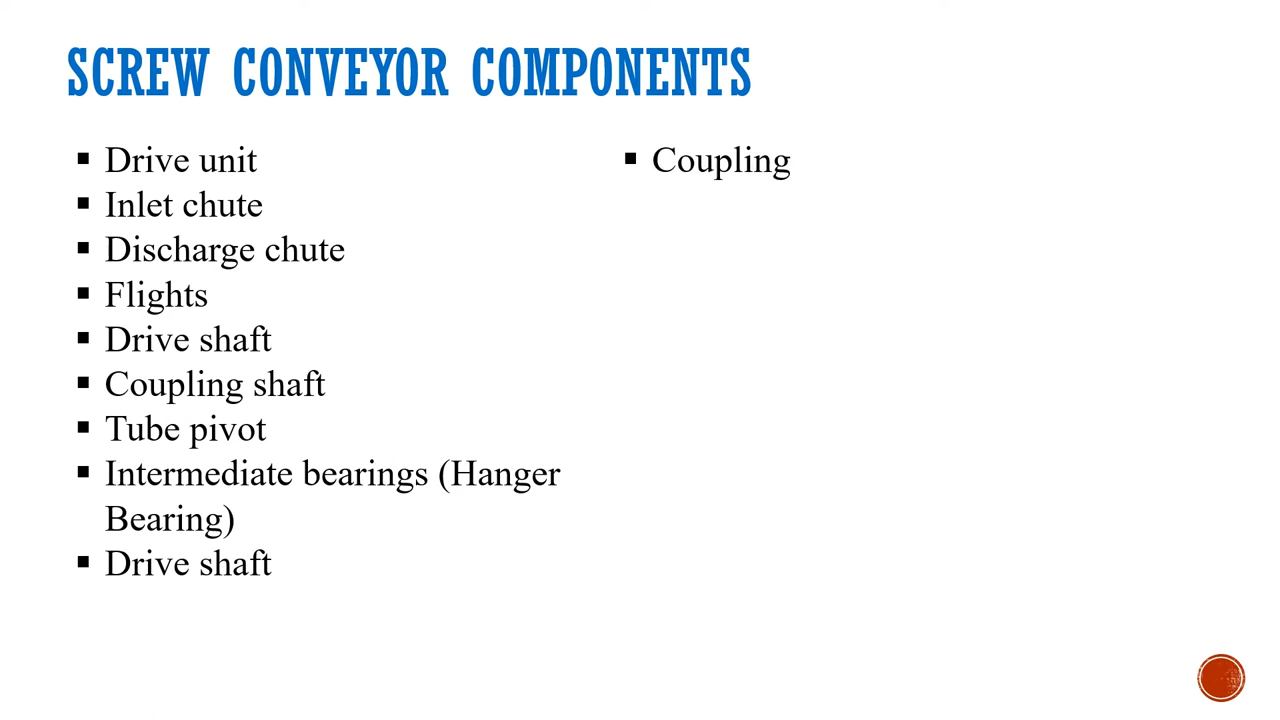 SCREW CONVEYOR COMPONENTS
▪ Drive unit
▪ Inlet chute
▪ Discharge chute
▪ Flights
▪ Drive shaft
▪ Coupling shaft
▪ Tube pivot
▪ Intermediate bearings (Hanger
Bearing)
▪ Drive shaft
▪ Coupling